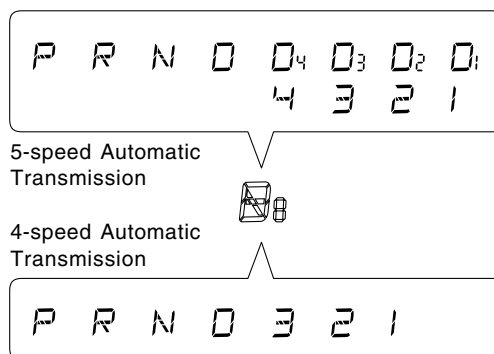 P R N D D4 D3 D2 D1
4 3 2 1
5-speed Automatic
Transmission
4-speed Automatic
Transmission
P R N D 3 2 1